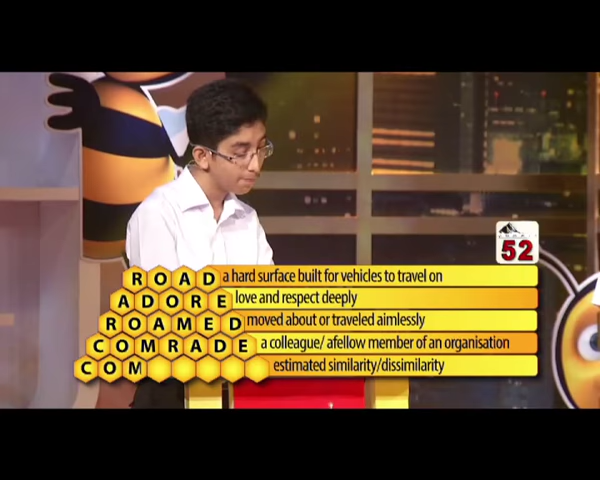 52
ROAD a hard surface built for vehicles to travel on
ADORE love and respect deeply
ROAMED moved about or traveled aimlessly
COMRADE a colleague/ afellow member of an organisation
COM estimated similarity/dissimilarity